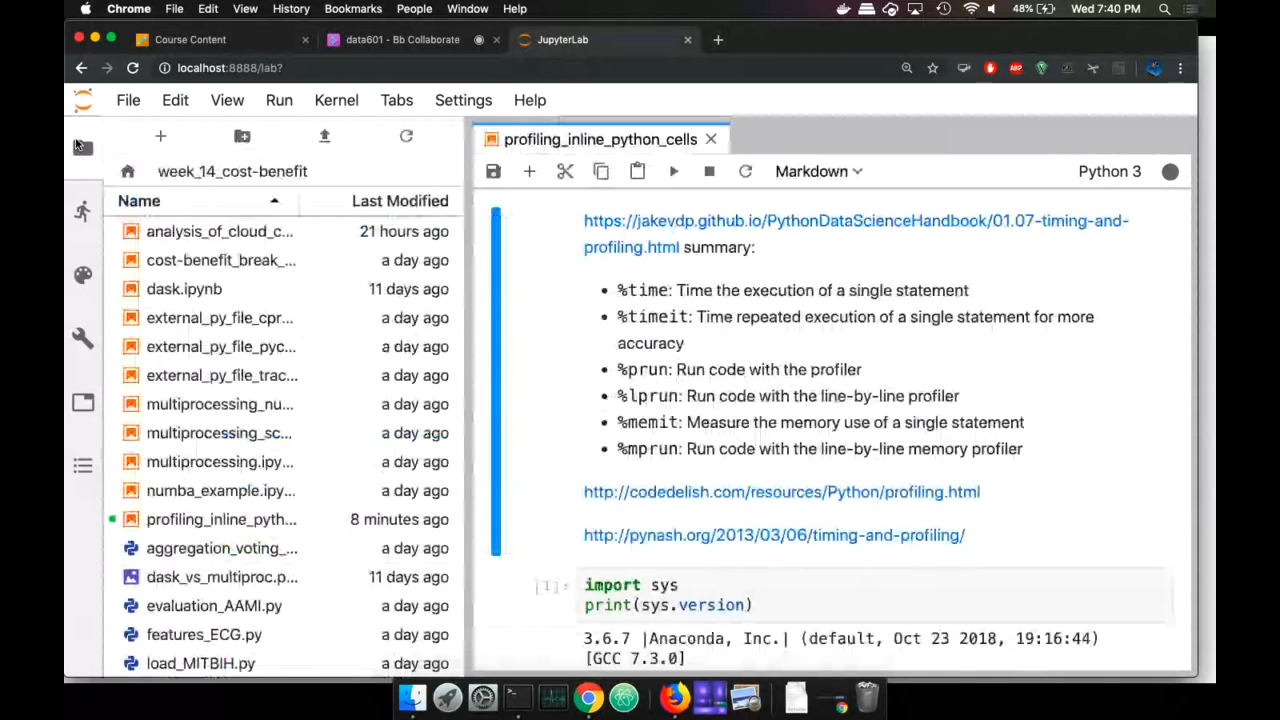 Chrome File Edit View History Bookmarks People Window Help 48% Wed 7:40 PM
Course Content × data601 - Bb Collaborate × JupyterLab × +
localhost:8888/lab?
File Edit View Run Kernel Tabs Settings Help
profiling_inline_python_cells
week_14_cost-benefit
Markdown Python 3
Name Last Modified
analysis_of_cloud_c... 21 hours ago
cost-benefit_break_... a day ago
dask.ipynb 11 days ago
external_py_file_cpr... a day ago
external_py_file_pyc... a day ago
external_py_file_trac... a day ago
multiprocessing_nu... a day ago
multiprocessing_sc... a day ago
multiprocessing.ipy... a day ago
numba_example.ipy... a day ago
profiling_inline_pyth... 8 minutes ago
aggregation_voting_... a day ago
dask_vs_multiproc.p... 11 days ago
evaluation_AAMI.py a day ago
features_ECG.py a day ago
load_MITBIH.py a day ago
https://jakevdp.github.io/PythonDataScienceHandbook/01.07-timing-and-
profiling.html summary:
• %time: Time the execution of a single statement
• %timeit: Time repeated execution of a single statement for more
accuracy
• %prun: Run code with the profiler
• %lprun: Run code with the line-by-line profiler
• %memit: Measure the memory use of a single statement
• %mprun: Run code with the line-by-line memory profiler
http://codedelish.com/resources/Python/profiling.html
http://pynash.org/2013/03/06/timing-and-profiling/
[1]: import sys
print(sys.version)
3.6.7 |Anaconda, Inc.| (default, Oct 23 2018, 19:16:44)
[GCC 7.3.0]